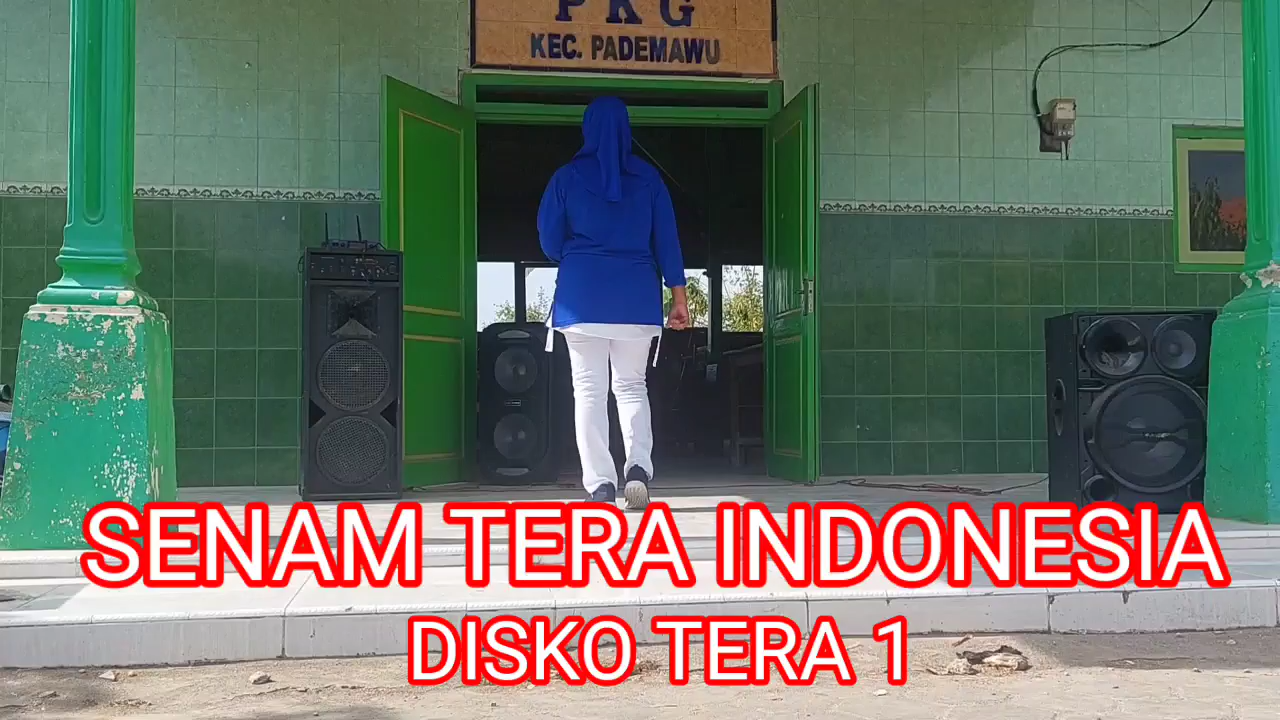 PKG
KEC. PADEMAWU
SENAM TERA INDONESIA
DISKO TERA 1